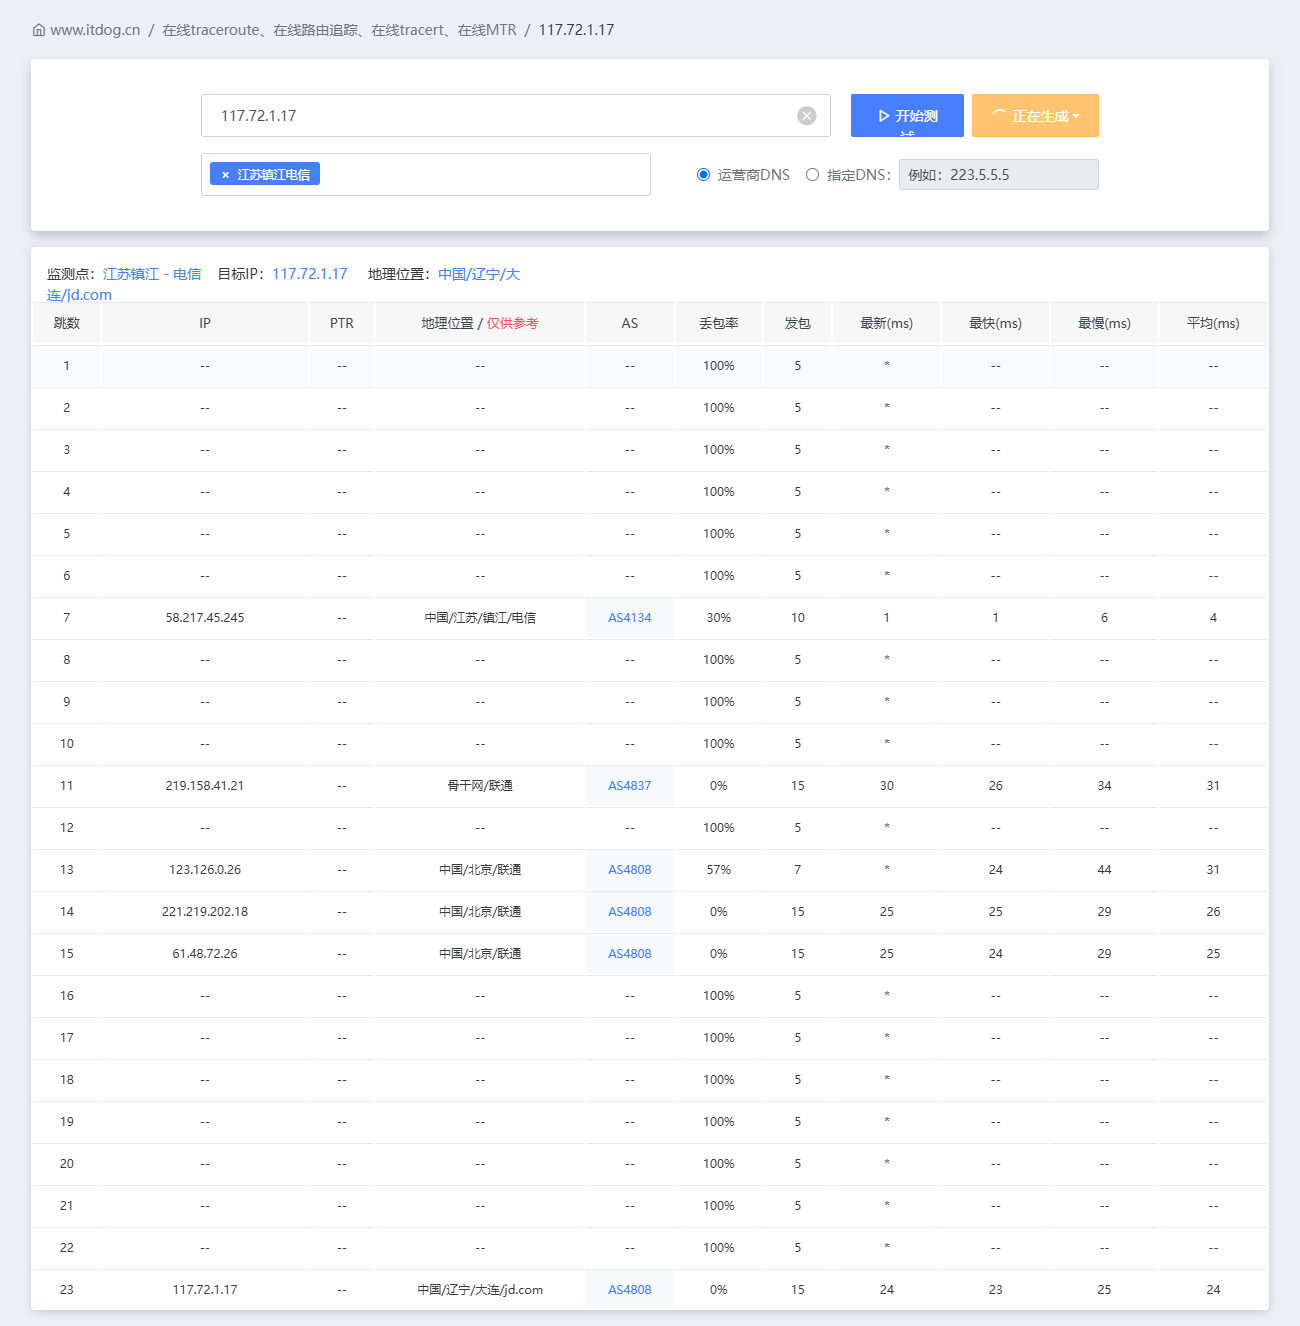 www.itdog.cn / 在线traceroute、在线路由追踪、在线tracert、在线MTR / 117.72.1.17
117.72.1.17 开始测试 正在生成
× 江苏镇江电信 运营商DNS 指定DNS: 例如：223.5.5.5
监测点：江苏镇江 - 电信 目标IP：117.72.1.17 地理位置：中国/辽宁/大
连/jd.com
跳数 IP PTR 地理位置 / 仅供参考 AS 丢包率 发包 最新(ms) 最快(ms) 最慢(ms) 平均(ms)
1 -- -- -- -- 100% 5 * -- -- --
2 -- -- -- -- 100% 5 * -- -- --
3 -- -- -- -- 100% 5 * -- -- --
4 -- -- -- -- 100% 5 * -- -- --
5 -- -- -- -- 100% 5 * -- -- --
6 -- -- -- -- 100% 5 * -- -- --
7 58.217.45.245 -- 中国/江苏/镇江/电信 AS4134 30% 10 1 1 6 4
8 -- -- -- -- 100% 5 * -- -- --
9 -- -- -- -- 100% 5 * -- -- --
10 -- -- -- -- 100% 5 * -- -- --
11 219.158.41.21 -- 骨干网/联通 AS4837 0% 15 30 26 34 31
12 -- -- -- -- 100% 5 * -- -- --
13 123.126.0.26 -- 中国/北京/联通 AS4808 57% 7 * 24 44 31
14 221.219.202.18 -- 中国/北京/联通 AS4808 0% 15 25 25 29 26
15 61.48.72.26 -- 中国/北京/联通 AS4808 0% 15 25 24 29 25
16 -- -- -- -- 100% 5 * -- -- --
17 -- -- -- -- 100% 5 * -- -- --
18 -- -- -- -- 100% 5 * -- -- --
19 -- -- -- -- 100% 5 * -- -- --
20 -- -- -- -- 100% 5 * -- -- --
21 -- -- -- -- 100% 5 * -- -- --
22 -- -- -- -- 100% 5 * -- -- --
23 117.72.1.17 -- 中国/辽宁/大连/jd.com AS4808 0% 15 24 23 25 24